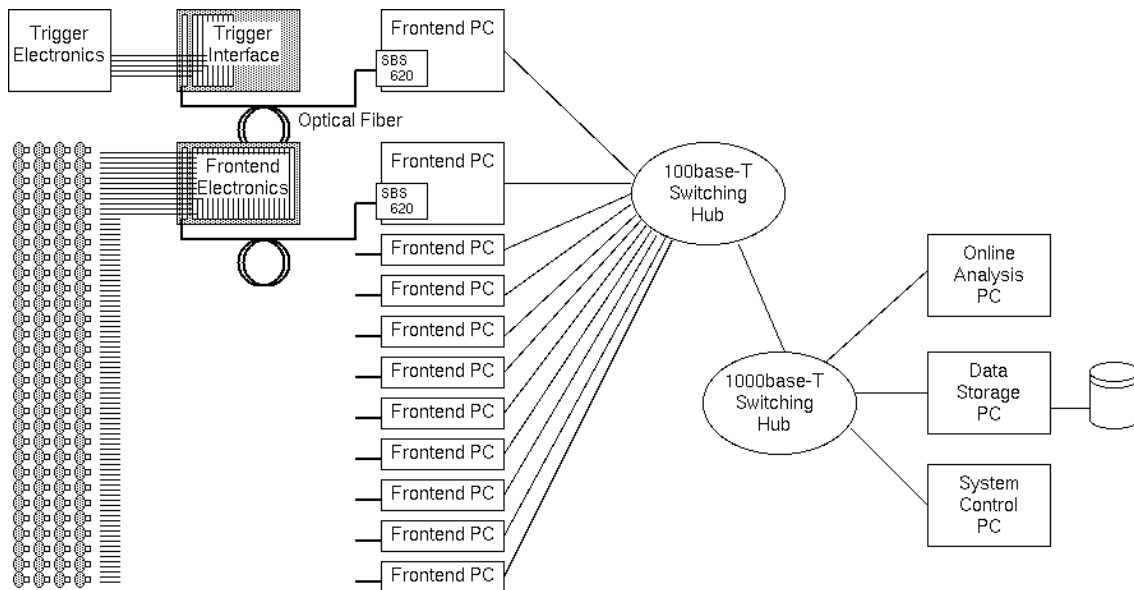 Trigger
Electronics
Trigger
Interface
Frontend PC
SBS
620
Optical Fiber
Frontend
Electronics
Frontend PC
SBS
620
Frontend PC
Frontend PC
Frontend PC
Frontend PC
Frontend PC
Frontend PC
Frontend PC
Frontend PC
Frontend PC
100base-T
Switching
Hub
1000base-T
Switching
Hub
Online
Analysis
PC
Data
Storage
PC
System
Control
PC